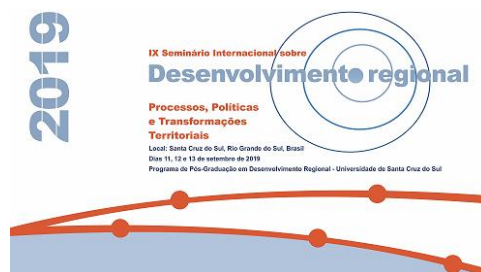 2019
IX Seminário Internacional sobre
Desenvolvimento regional
Processos, Políticas
e Transformações
Territoriais
Local: Santa Cruz do Sul, Rio Grande do Sul, Brasil
Dias 11, 12 e 13 de setembro de 2019
Programa de Pós-Graduação em Desenvolvimento Regional - Universidade de Santa Cruz do Sul